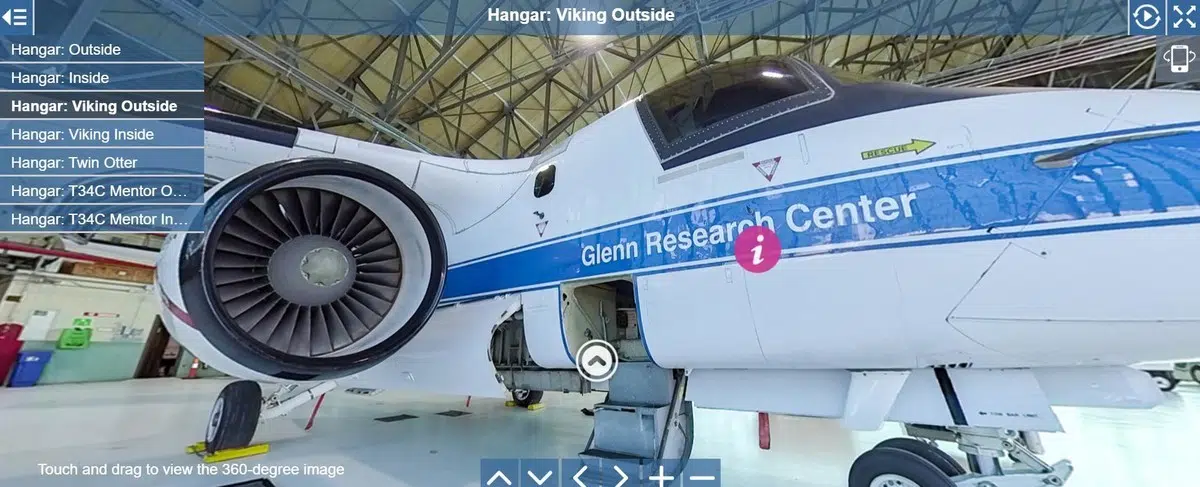 Hangar: Viking Outside
Hangar: Outside
Hangar: Inside
Hangar: Viking Outside
Hangar: Viking Inside
Hangar: Twin Otter
Hangar: T34C Mentor O...
Hangar: T34C Mentor In...
RESCUE
Glenn Research Center
i
Touch and drag to view the 360-degree image